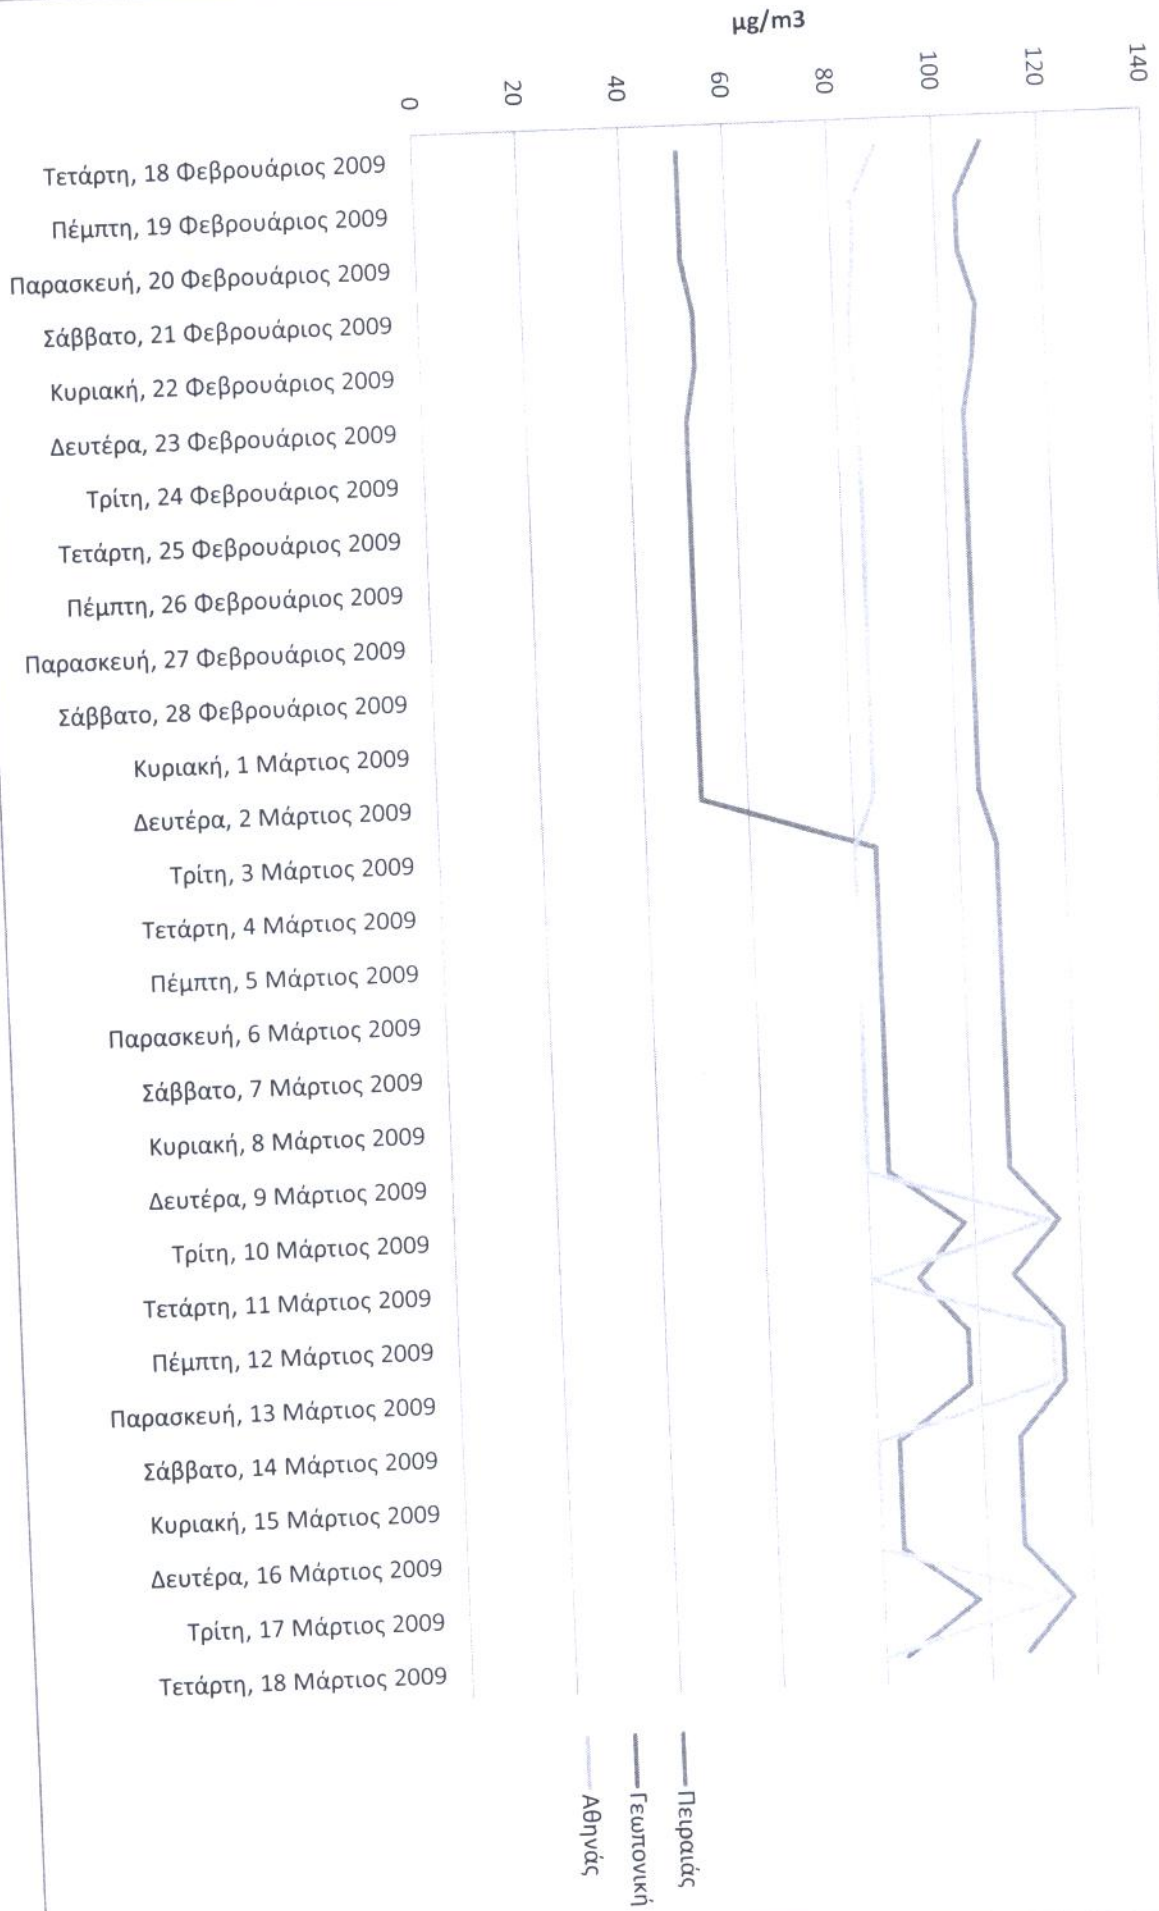 μg/m3
0
20
40
60
80
100
120
140
Τετάρτη, 18 Φεβρουάριος 2009
Πέμπτη, 19 Φεβρουάριος 2009
Παρασκευή, 20 Φεβρουάριος 2009
Σάββατο, 21 Φεβρουάριος 2009
Κυριακή, 22 Φεβρουάριος 2009
Δευτέρα, 23 Φεβρουάριος 2009
Τρίτη, 24 Φεβρουάριος 2009
Τετάρτη, 25 Φεβρουάριος 2009
Πέμπτη, 26 Φεβρουάριος 2009
Παρασκευή, 27 Φεβρουάριος 2009
Σάββατο, 28 Φεβρουάριος 2009
Κυριακή, 1 Μάρτιος 2009
Δευτέρα, 2 Μάρτιος 2009
Τρίτη, 3 Μάρτιος 2009
Τετάρτη, 4 Μάρτιος 2009
Πέμπτη, 5 Μάρτιος 2009
Παρασκευή, 6 Μάρτιος 2009
Σάββατο, 7 Μάρτιος 2009
Κυριακή, 8 Μάρτιος 2009
Δευτέρα, 9 Μάρτιος 2009
Τρίτη, 10 Μάρτιος 2009
Τετάρτη, 11 Μάρτιος 2009
Πέμπτη, 12 Μάρτιος 2009
Παρασκευή, 13 Μάρτιος 2009
Σάββατο, 14 Μάρτιος 2009
Κυριακή, 15 Μάρτιος 2009
Δευτέρα, 16 Μάρτιος 2009
Τρίτη, 17 Μάρτιος 2009
Τετάρτη, 18 Μάρτιος 2009
Πειραιάς
Γεωπονική
Αθηνάς